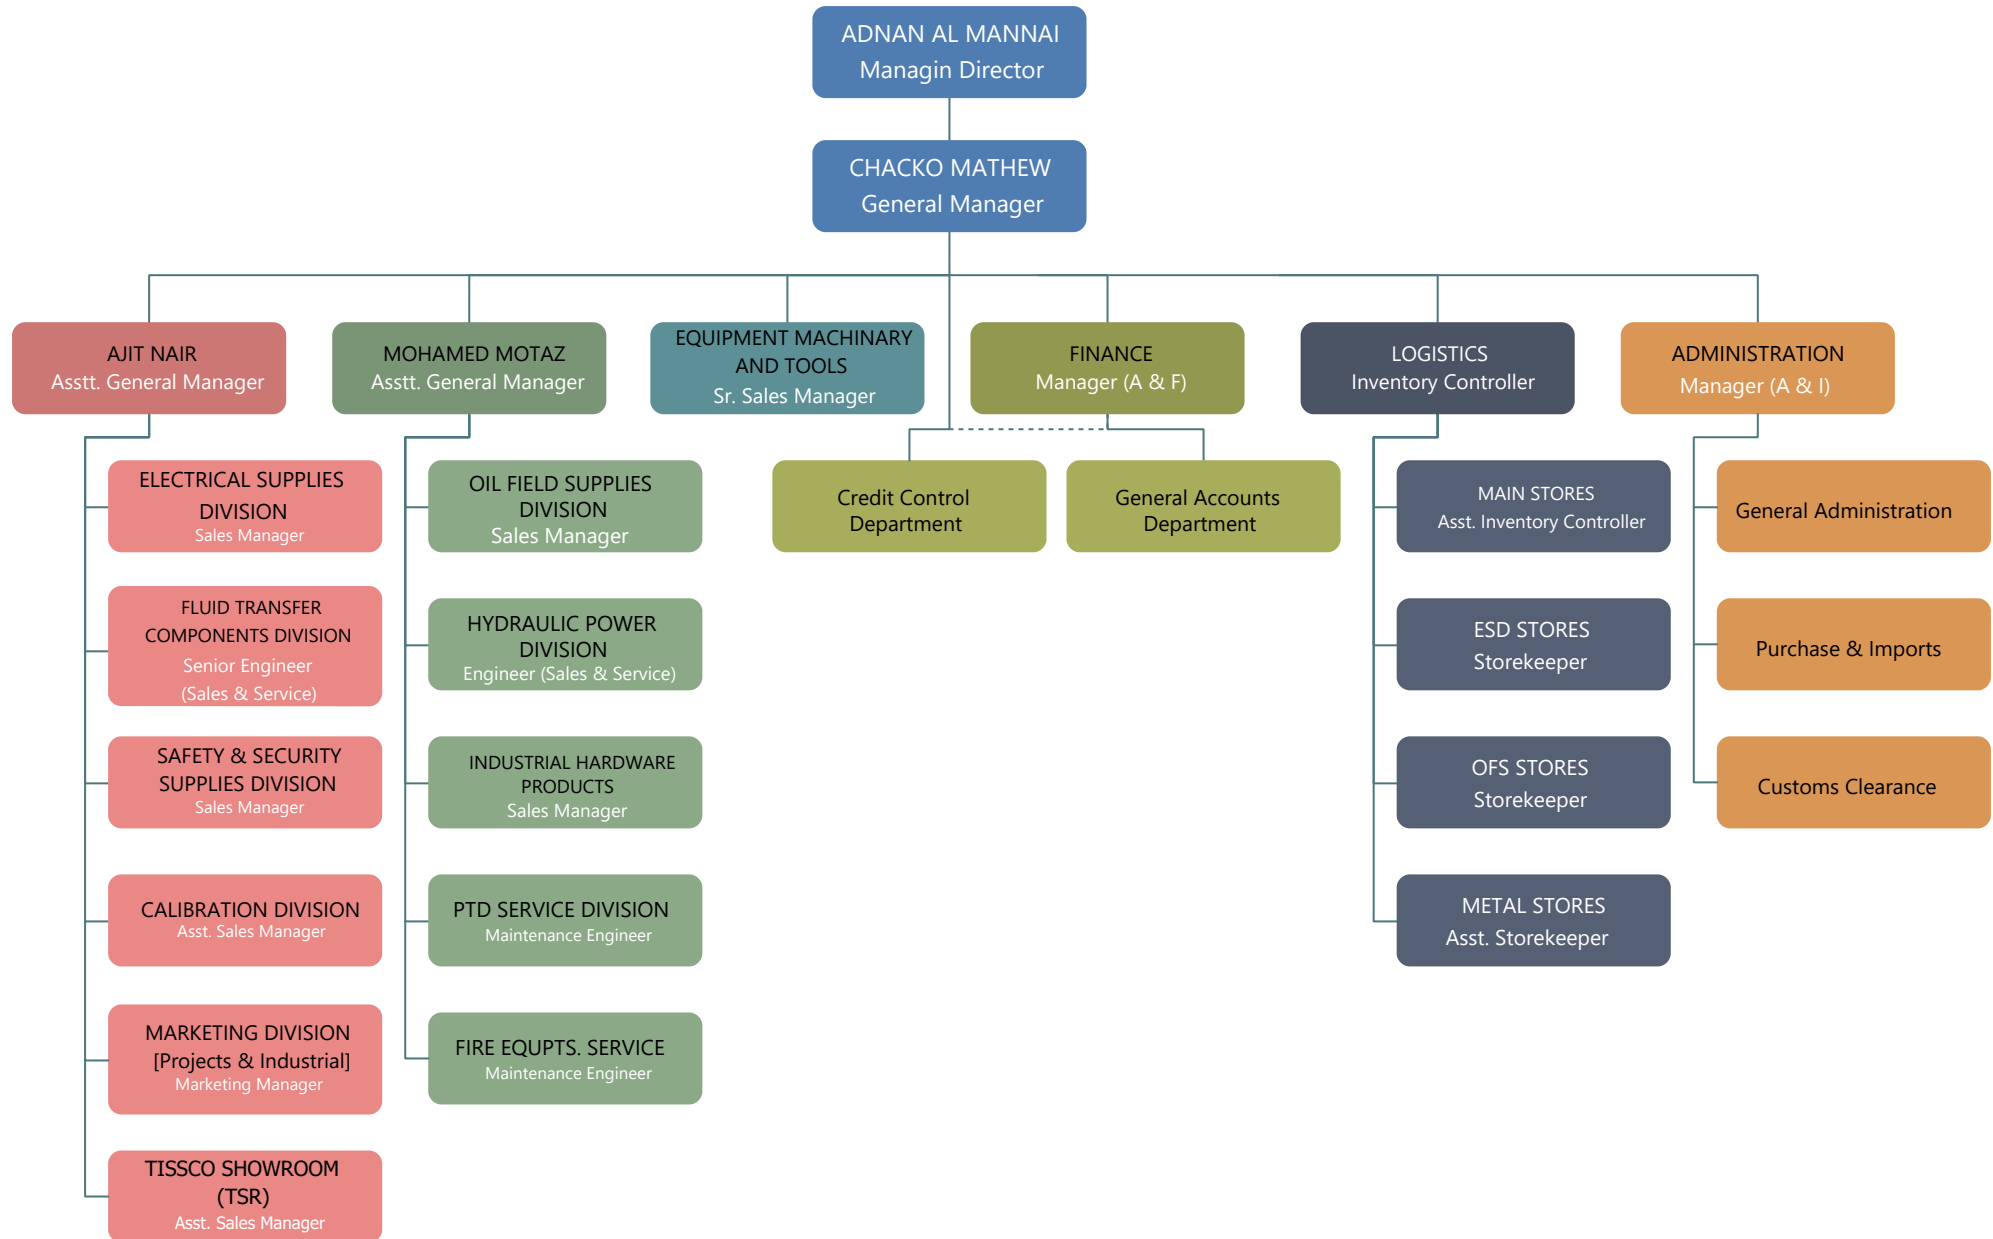 ADNAN AL MANNAI
Managin Director
CHACKO MATHEW
General Manager
AJIT NAIR
Asstt. General Manager
MOHAMED MOTAZ
Asstt. General Manager
EQUIPMENT MACHINARY
AND TOOLS
Sr. Sales Manager
FINANCE
Manager (A & F)
LOGISTICS
Inventory Controller
ADMINISTRATION
Manager (A & I)
ELECTRICAL SUPPLIES
DIVISION
Sales Manager
FLUID TRANSFER
COMPONENTS DIVISION
Senior Engineer
(Sales & Service)
SAFETY & SECURITY
SUPPLIES DIVISION
Sales Manager
CALIBRATION DIVISION
Asst. Sales Manager
MARKETING DIVISION
[Projects & Industrial]
Marketing Manager
TISSCO SHOWROOM
(TSR)
Asst. Sales Manager
OIL FIELD SUPPLIES
DIVISION
Sales Manager
HYDRAULIC POWER
DIVISION
Engineer (Sales & Service)
INDUSTRIAL HARDWARE
PRODUCTS
Sales Manager
PTD SERVICE DIVISION
Maintenance Engineer
FIRE EQUPTS. SERVICE
Maintenance Engineer
Credit Control
Department
General Accounts
Department
MAIN STORES
Asst. Inventory Controller
ESD STORES
Storekeeper
OFS STORES
Storekeeper
METAL STORES
Asst. Storekeeper
General Administration
Purchase & Imports
Customs Clearance